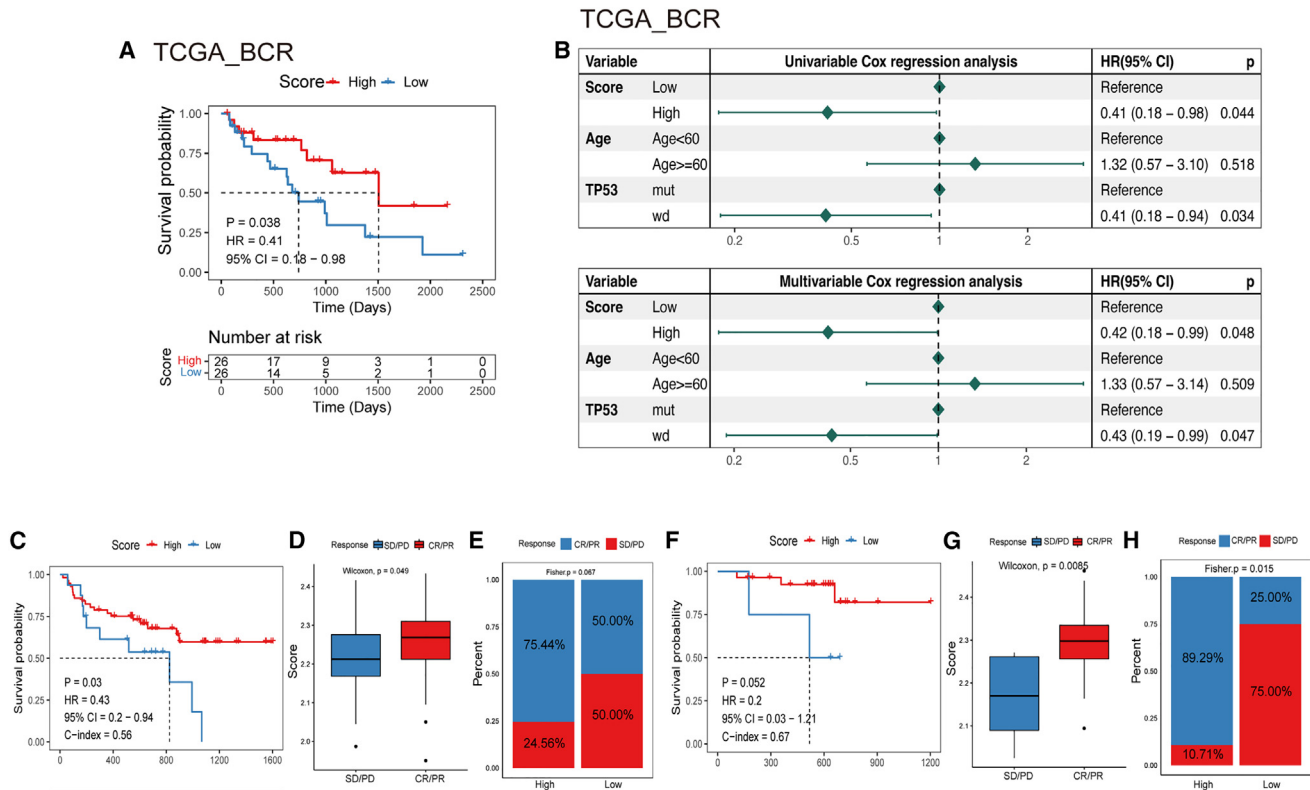 TCGA_BCR
A TCGA_BCR
Score High Low
Survival probability
1.00
0.75
0.50
0.25
0.00
P = 0.038
HR = 0.41
95% CI = 0.18 – 0.98
0 500 1000 1500 2000 2500
Time (Days)
Number at risk
Score
High 26 17 9 3 1 0
Low 26 14 5 2 1 0
0 500 1000 1500 2000 2500
Time (Days)
B
Variable Univariable Cox regression analysis HR(95% CI) p
Score Low Reference
High 0.41 (0.18 – 0.98) 0.044
Age Age<60 Reference
Age>=60 1.32 (0.57 – 3.10) 0.518
TP53 mut Reference
wd 0.41 (0.18 – 0.94) 0.034
0.2 0.5 1 2
Variable Multivariable Cox regression analysis HR(95% CI) p
Score Low Reference
High 0.42 (0.18 – 0.99) 0.048
Age Age<60 Reference
Age>=60 1.33 (0.57 – 3.14) 0.509
TP53 mut Reference
wd 0.43 (0.19 – 0.99) 0.047
0.2 0.5 1 2
C
Score High Low
Survival probability
1.00
0.75
0.50
0.25
0.00
P = 0.03
HR = 0.43
95% CI = 0.2 – 0.94
C-index = 0.56
0 400 800 1200 1600
D
Response SD/PD CR/PR
Wilcoxon, p = 0.049
Score
2.4
2.3
2.2
2.1
2.0
SD/PD CR/PR
E
Response CR/PR SD/PD
Fisher.p = 0.067
Percent
1.00
0.75
0.50
0.25
0.00
75.44% 50.00%
24.56% 50.00%
High Low
F
Score High Low
Survival probability
1.00
0.75
0.50
0.25
0.00
P = 0.052
HR = 0.2
95% CI = 0.03 – 1.21
C-index = 0.67
0 300 600 900 1200
G
Response SD/PD CR/PR
Wilcoxon, p = 0.0085
Score
2.4
2.3
2.2
2.1
SD/PD CR/PR
H
Response CR/PR SD/PD
Fisher.p = 0.015
Percent
1.00
0.75
0.50
0.25
0.00
89.29% 25.00%
10.71% 75.00%
High Low